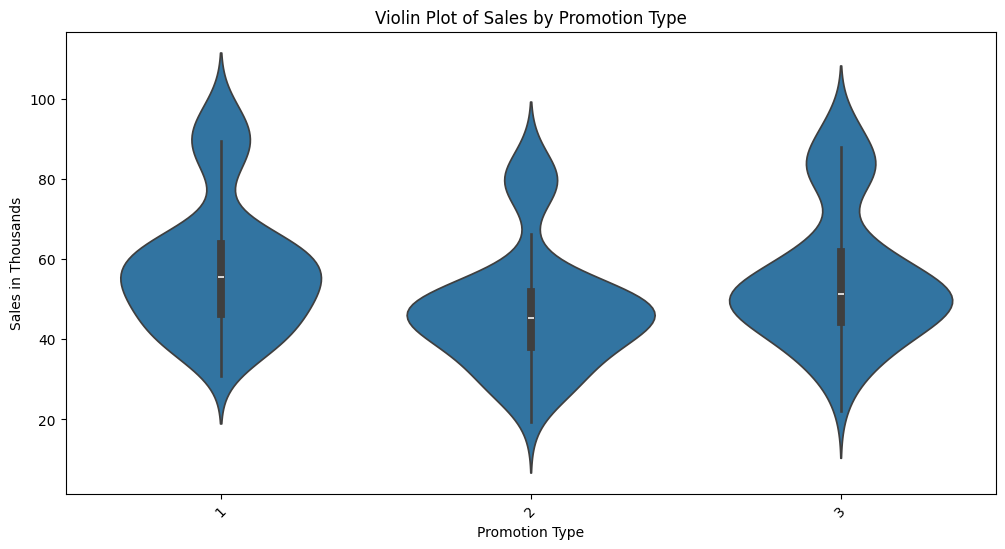 Violin Plot of Sales by Promotion Type
Sales in Thousands
100
80
60
40
20
1
2
3
Promotion Type